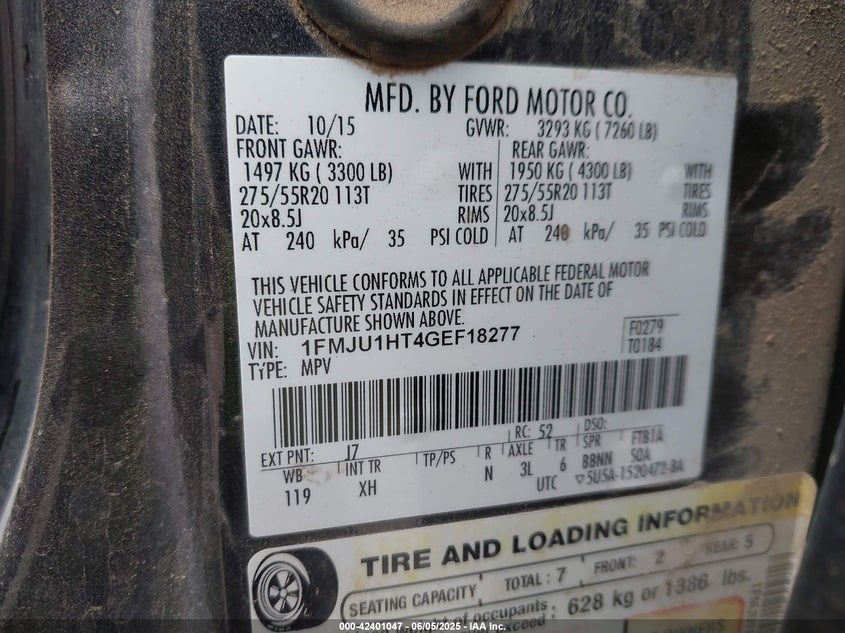 MFD. BY FORD MOTOR CO.
DATE: 10/15 GVWR: 3293 KG ( 7260 LB)
FRONT GAWR: REAR GAWR:
1497 KG ( 3300 LB) WITH 1950 KG ( 4300 LB) WITH
275/55R20 113T TIRES 275/55R20 113T TIRES
20x8.5J RIMS 20x8.5J RIMS
AT 240 kPa/ 35 PSI COLD AT 240 kPa/ 35 PSI COLD
THIS VEHICLE CONFORMS TO ALL APPLICABLE FEDERAL MOTOR
VEHICLE SAFETY STANDARDS IN EFFECT ON THE DATE OF
MANUFACTURE SHOWN ABOVE.
VIN: 1FMJU1HT4GEF18277 F0279
TYPE: MPV T0184
EXT PNT: J7 RC: 52 DSO:
WB INT TR TP/PS R AXLE TR SPR FTB1A
119 XH N 3L 6 BBNN 50A
UTC ▽5U5A-1520472-BA
TIRE AND LOADING INFORMATION
SEATING CAPACITY TOTAL : 7 FRONT: 2 REAR: 5
of occupants exceed : 628 kg or 1386 lbs.
000-42401047 - 06/05/2025 - IAA Inc.